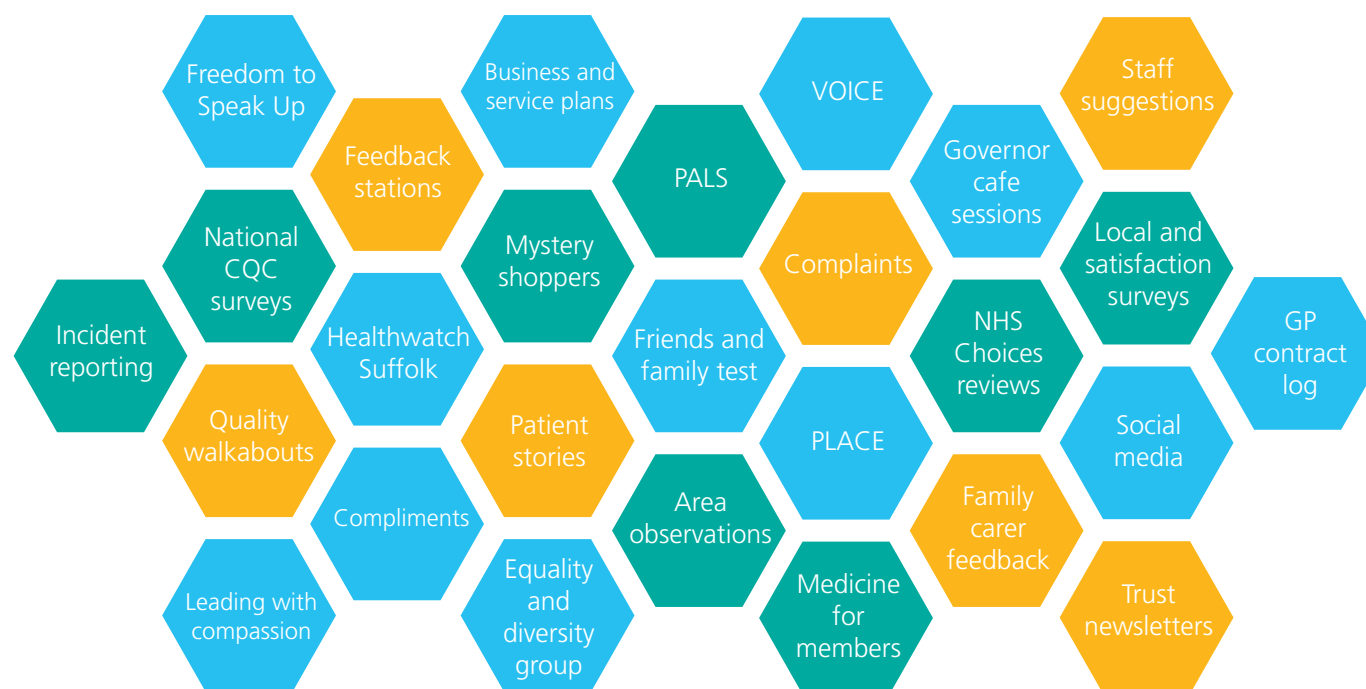 Freedom to
Speak Up
Business and
service plans
VOICE
Staff
suggestions
Feedback
stations
PALS
Governor
cafe
sessions
National
CQC
surveys
Mystery
shoppers
Complaints
Local and
satisfaction
surveys
Incident
reporting
Healthwatch
Suffolk
Friends and
family test
NHS
Choices
reviews
GP
contract
log
Quality
walkabouts
Patient
stories
PLACE
Social
media
Compliments
Area
observations
Family
carer
feedback
Leading with
compassion
Equality
and
diversity
group
Medicine
for
members
Trust
newsletters